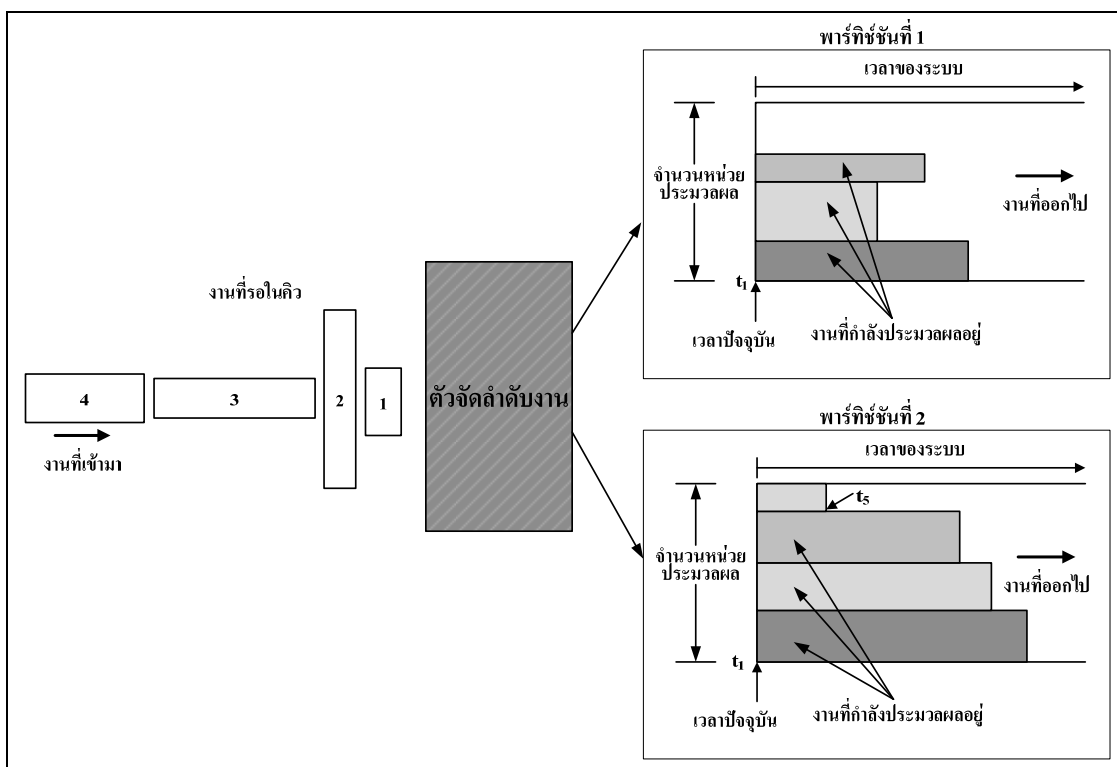 พาร์ทิช์ชันที่ 1
เวลาของระบบ
จำนวนหน่วย
ประมวลผล
งานที่ออกไป
t1
เวลาปัจจุบัน
งานที่กำลังประมวลผลอยู่
งานที่รอในคิว
4
3
2
1
ตัวจัดลำดับงาน
งานที่เข้ามา
พาร์ทิช์ชันที่ 2
เวลาของระบบ
t5
จำนวนหน่วย
ประมวลผล
งานที่ออกไป
t1
เวลาปัจจุบัน
งานที่กำลังประมวลผลอยู่